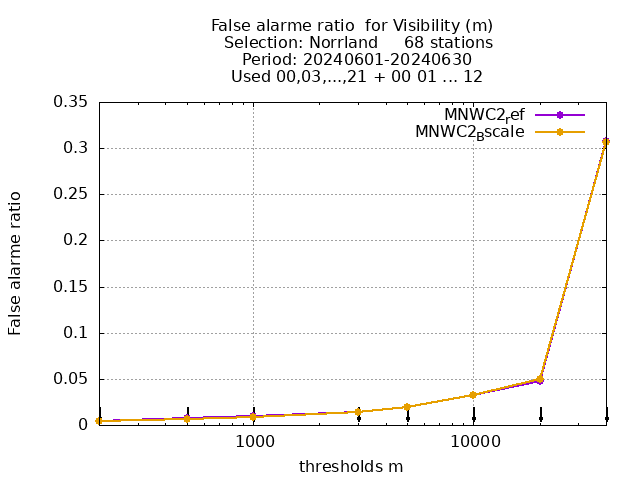 False alarme ratio  for Visibility (m)
Selection: Norrland     68 stations
Period: 20240601-20240630
Used 00,03,...,21 + 00 01 ... 12
MNWC2ref
MNWC2Bscale
0.35
0.3
0.25
0.2
0.15
0.1
0.05
0
False alarme ratio
1000
10000
thresholds m